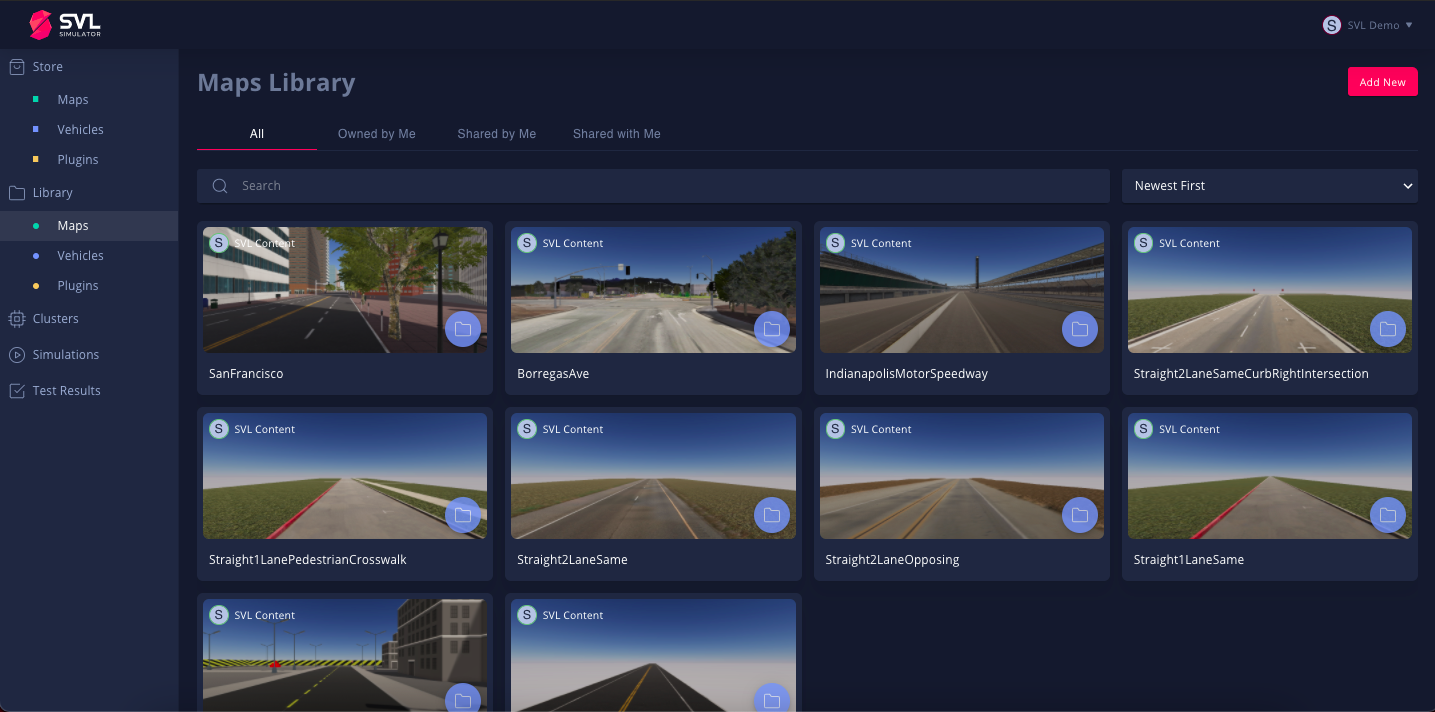 SVL
SIMULATOR
S SVL Demo
Store
Maps
Vehicles
Plugins
Library
Maps
Vehicles
Plugins
Clusters
Simulations
Test Results
Maps Library
Add New
All Owned by Me Shared by Me Shared with Me
Search
Newest First
S SVL Content
SanFrancisco
S SVL Content
BorregasAve
S SVL Content
IndianapolisMotorSpeedway
S SVL Content
Straight2LaneSameCurbRightIntersection
S SVL Content
Straight1LanePedestrianCrosswalk
S SVL Content
Straight2LaneSame
S SVL Content
Straight2LaneOpposing
S SVL Content
Straight1LaneSame
S SVL Content
S SVL Content